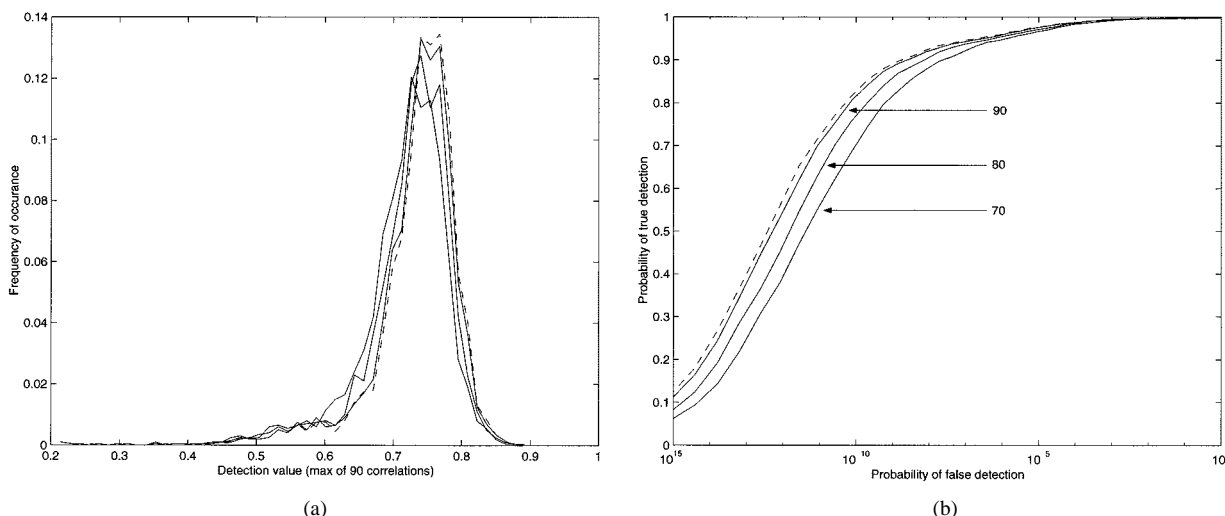 0.14
0.12
0.1
0.08
0.06
0.04
0.02
0
Frequency of occurance
0.2 0.3 0.4 0.5 0.6 0.7 0.8 0.9 1
Detection value (max of 90 correlations)
(a)
1
0.9
0.8
0.7
0.6
0.5
0.4
0.3
0.2
0.1
0
Probability of true detection
90
80
70
10^15 10^-10 10^-5 10
Probability of false detection
(b)